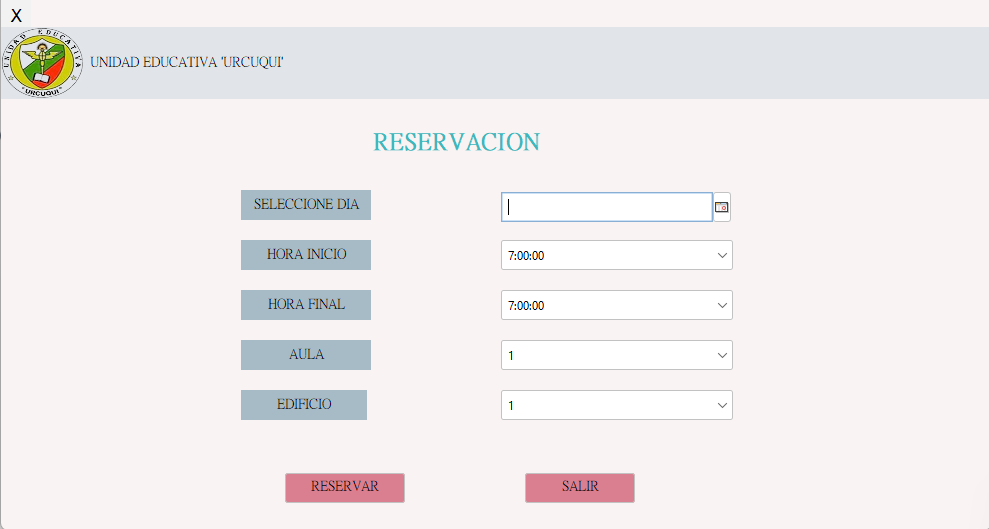 X
UNIDAD EDUCATIVA
"URCUQUI"
UNIDAD EDUCATIVA 'URCUQUI'
RESERVACION
SELECCIONE DIA
HORA INICIO 7:00:00
HORA FINAL 7:00:00
AULA 1
EDIFICIO 1
RESERVAR SALIR